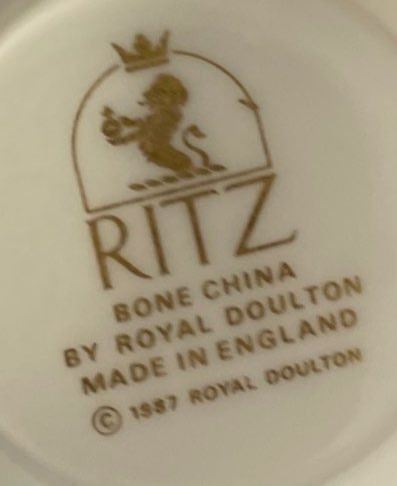 RITZ
BONE CHINA
BY ROYAL DOULTON
MADE IN ENGLAND
© 1987 ROYAL DOULTON